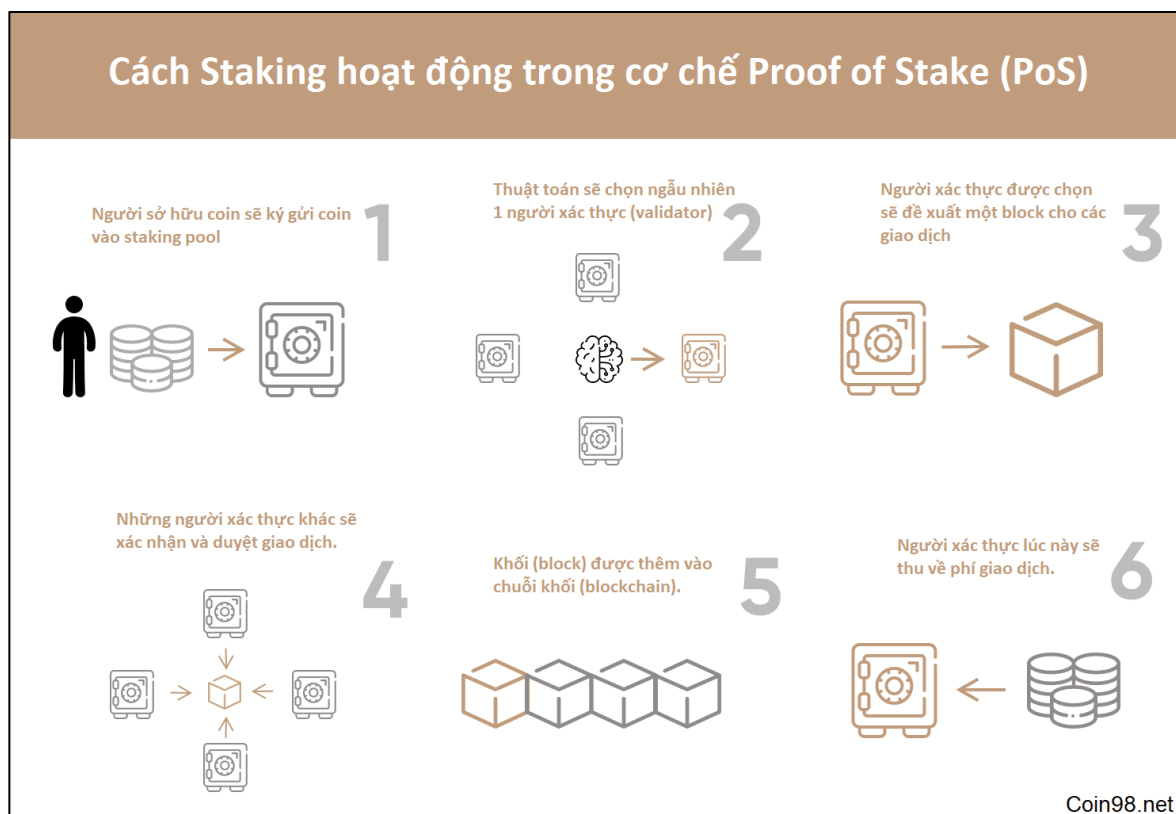 Cách Staking hoạt động trong cơ chế Proof of Stake (PoS)
1
Người sở hữu coin sẽ ký gửi coin
vào staking pool
2
Thuật toán sẽ chọn ngẫu nhiên
1 người xác thực (validator)
3
Người xác thực được chọn
sẽ đề xuất một block cho các
giao dịch
4
Những người xác thực khác sẽ
xác nhận và duyệt giao dịch.
5
Khối (block) được thêm vào
chuỗi khối (blockchain).
6
Người xác thực lúc này sẽ
thu về phí giao dịch.
Coin98.net